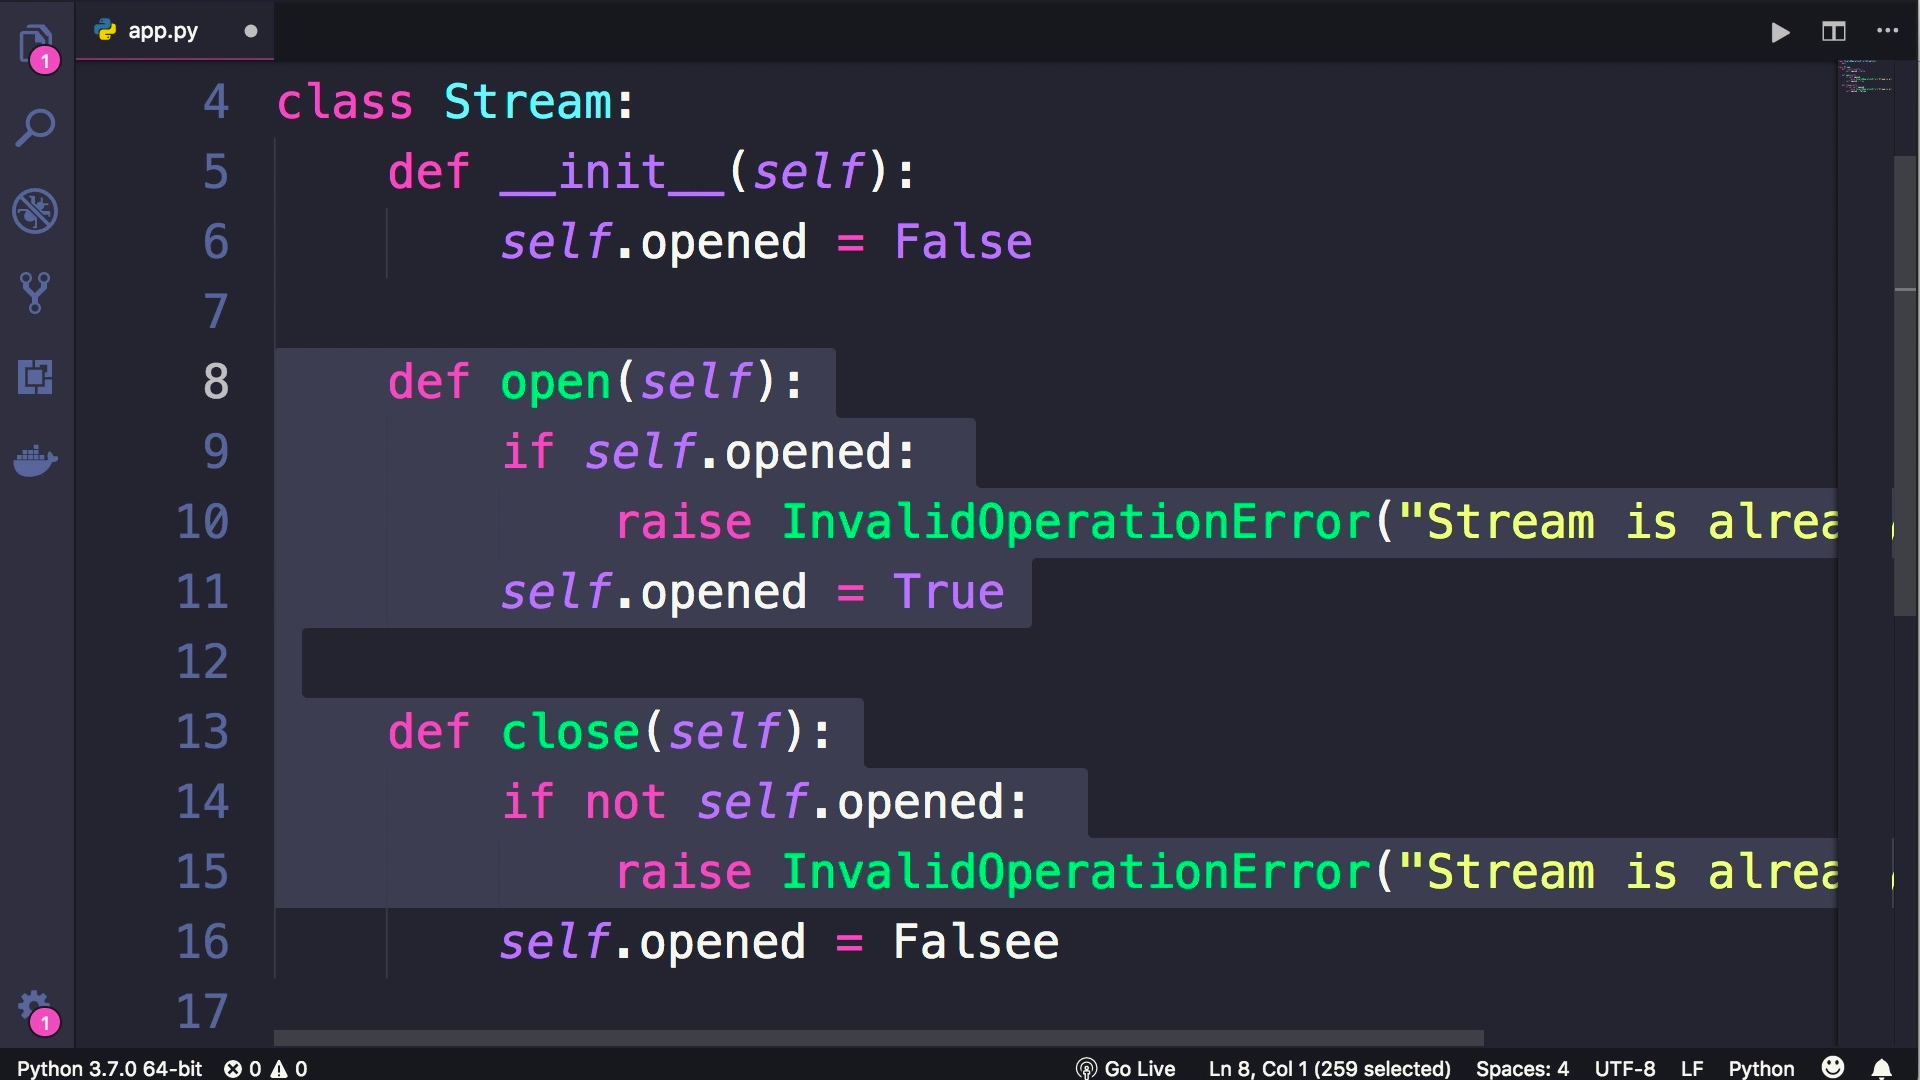 app.py
1
4 class Stream:
5 def __init__(self):
6 self.opened = False
7
8 def open(self):
9 if self.opened:
10 raise InvalidOperationError("Stream is alrea
11 self.opened = True
12
13 def close(self):
14 if not self.opened:
15 raise InvalidOperationError("Stream is alrea
16 self.opened = Falsee
17
1
Python 3.7.0 64-bit 0 0 Go Live Ln 8, Col 1 (259 selected) Spaces: 4 UTF-8 LF Python